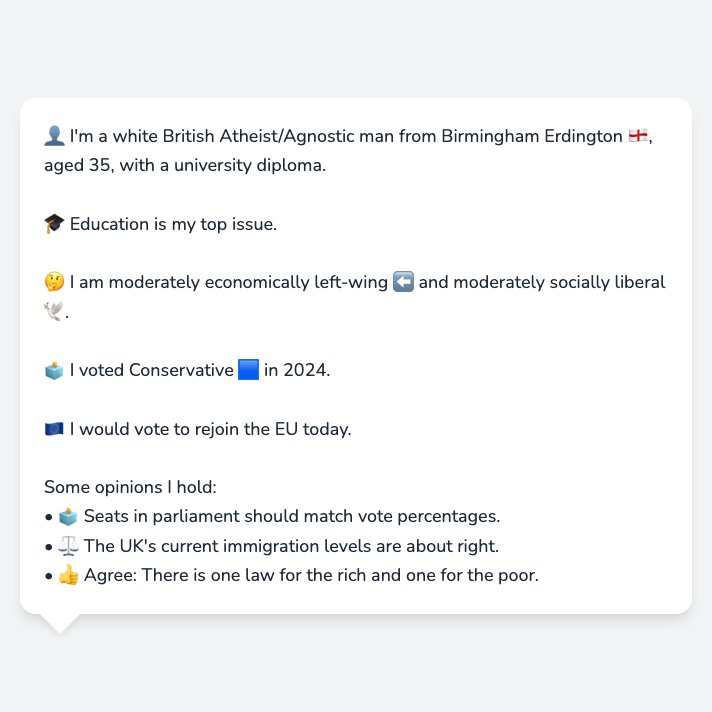 👤 I'm a white British Atheist/Agnostic man from Birmingham Erdington 🏴󠁧󠁢󠁥󠁮󠁧󠁿,
aged 35, with a university diploma.
🎓 Education is my top issue.
🤔 I am moderately economically left-wing ⬅️ and moderately socially liberal
🕊️.
🗳️ I voted Conservative 🟦 in 2024.
🇪🇺 I would vote to rejoin the EU today.
Some opinions I hold:
• 🗳️ Seats in parliament should match vote percentages.
• ⚖️ The UK's current immigration levels are about right.
• 👍 Agree: There is one law for the rich and one for the poor.